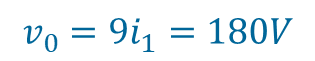 v₀ = 9i₁ = 180V